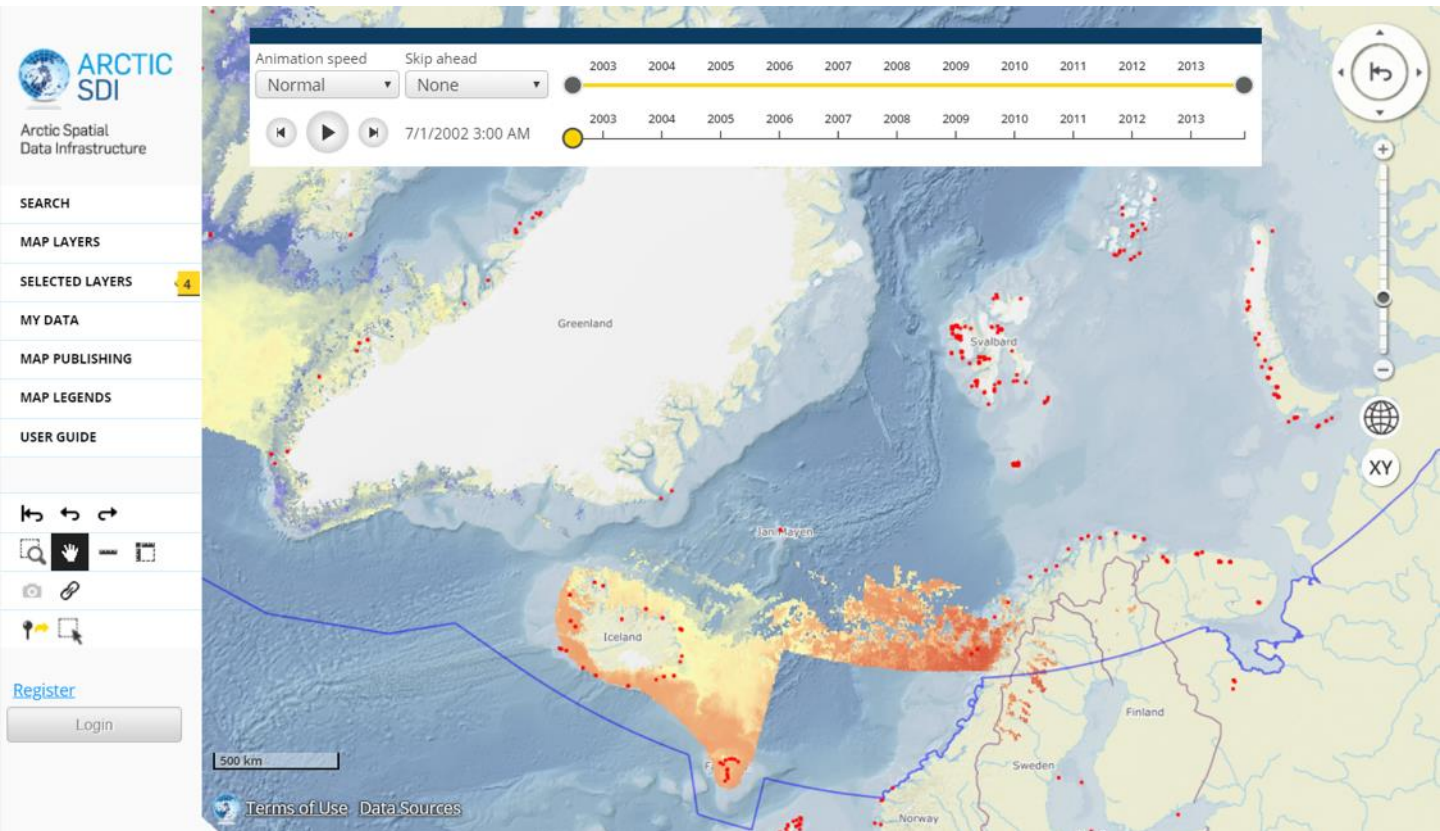 ARCTIC
SDI
Arctic Spatial
Data Infrastructure
SEARCH
MAP LAYERS
SELECTED LAYERS
4
MY DATA
MAP PUBLISHING
MAP LEGENDS
USER GUIDE
Register
Login
Animation speed
Skip ahead
Normal
None
2003 2004 2005 2006 2007 2008 2009 2010 2011 2012 2013
7/1/2002 3:00 AM
2003 2004 2005 2006 2007 2008 2009 2010 2011 2012 2013
XY
Greenland
Svalbard
Jan Mayen
Iceland
Finland
Sweden
Norway
500 km
Terms of Use Data Sources